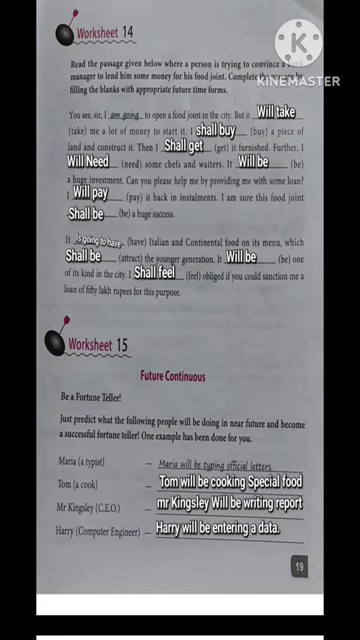 Worksheet 14
KINEMASTER
Read the passage given below where a person is trying to convince a
manager to lend him some money for his food joint. Complete the
filling the blanks with appropriate future time forms.
You see, sir, I am going to open a food joint in the city. But it Will take
(take) me a lot of money to start it. I shall buy (buy) a piece of
land and construct it. Then I Shall get (get) it furnished. Further, I
Will Need (need) some chefs and waiters. It Will be (be)
a huge investment. Can you please help me by providing me with some loan?
I Will pay (pay) it back in instalments. I am sure this food joint
Shall be (be) a huge success.
It is going to have (have) Italian and Continental food on its menu, which
Shall be (attract) the younger generation. It Will be (be) one
of its kind in the city. I Shall feel (feel) obliged if you could sanction me a
loan of fifty lakh rupees for this purpose.
Worksheet 15
Future Continuous
Be a Fortune Teller!
Just predict what the following people will be doing in near future and become
a successful fortune teller! One example has been done for you.
Maria (a typist) – Maria will be typing official letters.
Tom (a cook) – Tom will be cooking Special food
Mr Kingsley (C.E.O.) – mr Kingsley Will be writing report
Harry (Computer Engineer) – Harry will be entering a data.
19